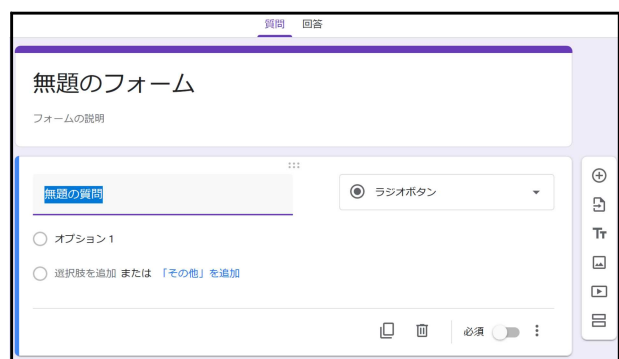 質問 回答
無題のフォーム
フォームの説明
無題の質問
ラジオボタン
オプション 1
選択肢を追加 または 「その他」を追加
必須
Tт